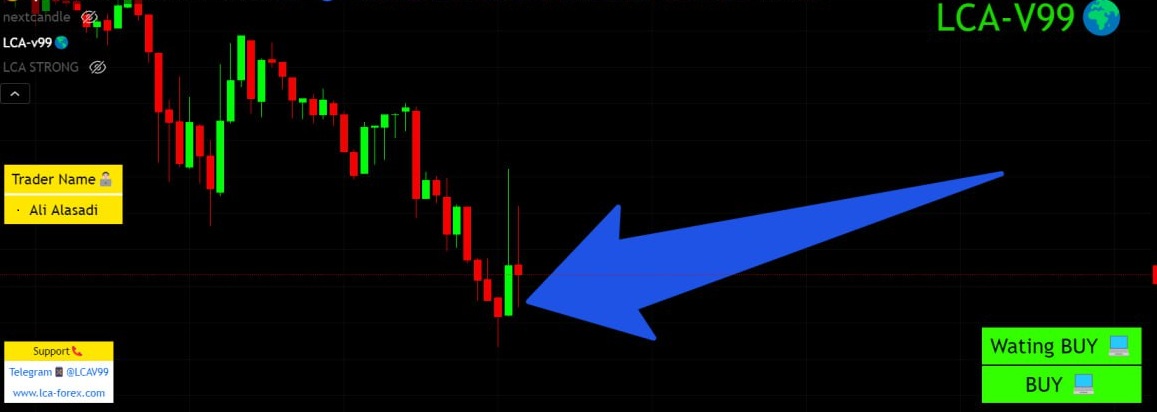 nextcandle
LCA-V99
LCA-v99
LCA STRONG
Trader Name
· Ali Alasadi
Support
Telegram @LCAV99
www.lca-forex.com
Wating BUY
BUY